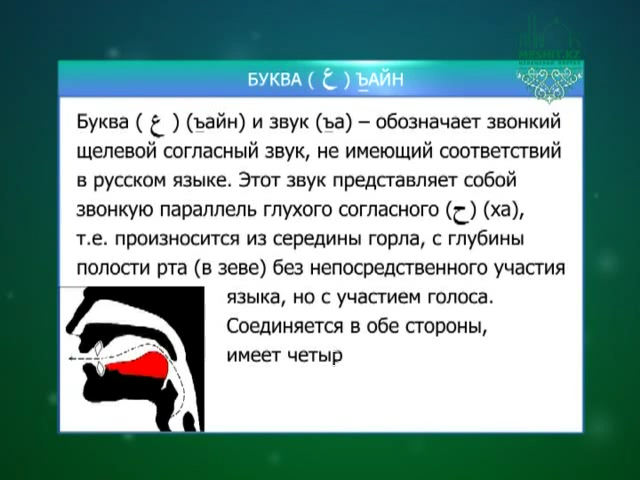 MESHIT.KZ
БУКВА ( ع ) ЪАЙН
Буква ( ع ) (ъайн) и звук (ъа) – обозначает звонкий
щелевой согласный звук, не имеющий соответствий
в русском языке. Этот звук представляет собой
звонкую параллель глухого согласного (ح) (ха),
т.е. произносится из середины горла, с глубины
полости рта (в зеве) без непосредственного участия
языка, но с участием голоса.
Соединяется в обе стороны,
имеет четыр